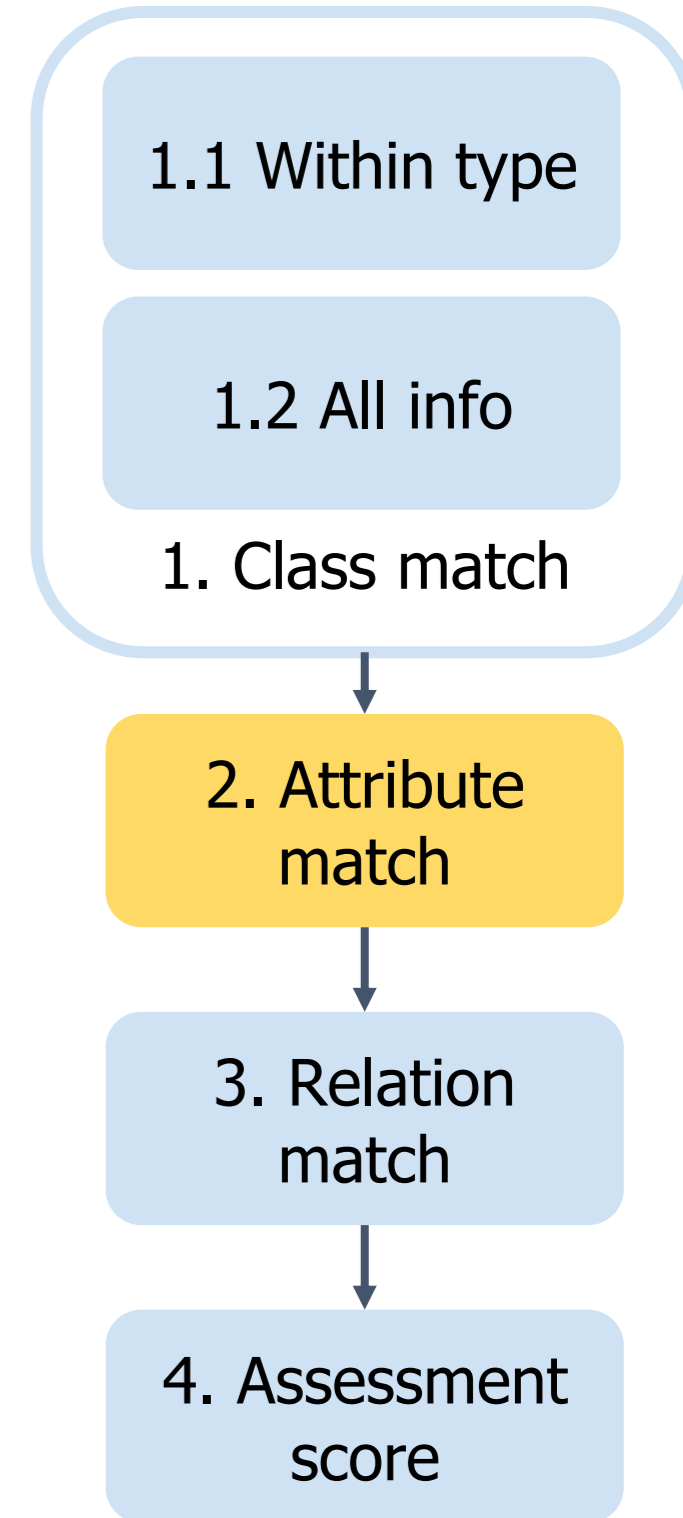 1.1 Within type
1.2 All info
1. Class match
2. Attribute
match
3. Relation
match
4. Assessment
score